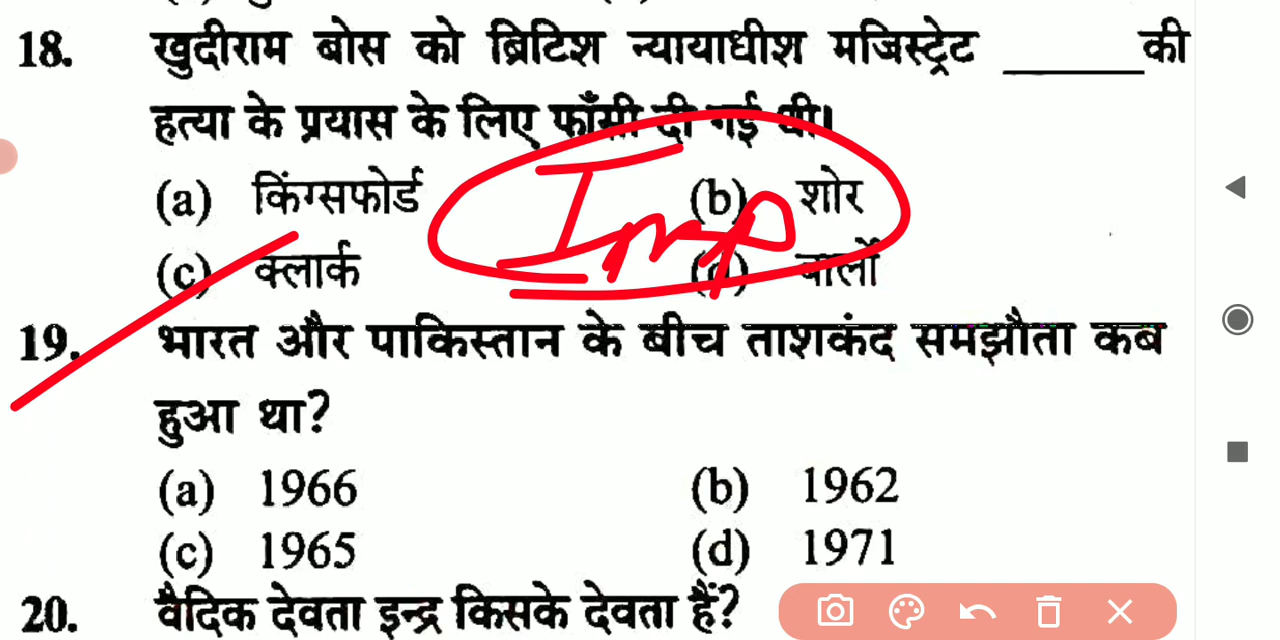 18. खुदीराम बोस को ब्रिटिश न्यायाधीश मजिस्ट्रेट ______ की
हत्या के प्रयास के लिए फाँसी दी गई थी।
(a) किंग्सफोर्ड (b) शोर
Imp
(c) क्लार्क (d) बार्लो
19. भारत और पाकिस्तान के बीच ताशकंद समझौता कब
हुआ था?
(a) 1966 (b) 1962
(c) 1965 (d) 1971
20. वैदिक देवता इन्द्र किसके देवता हैं?